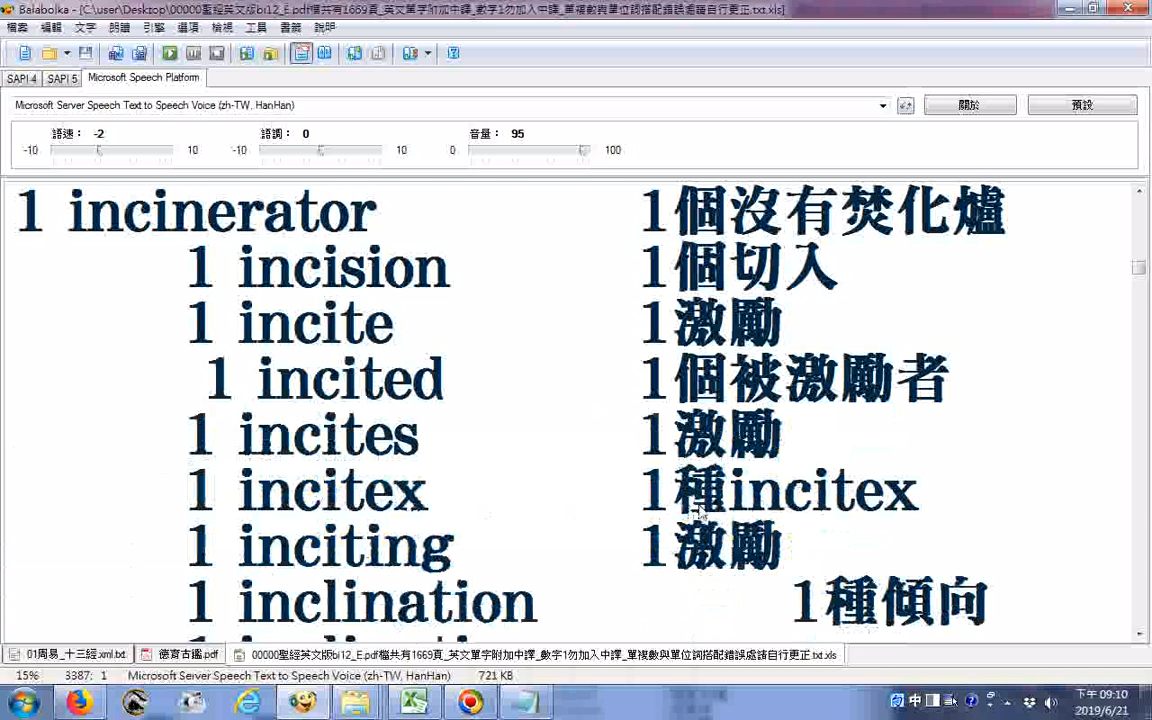 Balabolka - [C:\user\Desktop\00000聖經英文版bi12_E.pdf檔共有1669頁_英文單字附加中譯_數字1勿加入中譯_單複數與單位詞搭配錯誤處請自行更正.txt.xls]
檔案 編輯 文字 朗讀 引擎 選項 檢視 工具 書籤 說明
SAPI 4 SAPI 5 Microsoft Speech Platform
Microsoft Server Speech Text to Speech Voice (zh-TW, HanHan) 關於 預設
語速： -2 語調： 0 音量： 95
-10 10 -10 10 0 100
1 incinerator 1個沒有焚化爐
1 incision 1個切入
1 incite 1激勵
1 incited 1個被激勵者
1 incites 1激勵
1 incitex 1種incitex
1 inciting 1激勵
1 inclination 1種傾向
01周易_十三經.xml.txt 德育古鑑.pdf 00000聖經英文版bi12_E.pdf檔共有1669頁_英文單字附加中譯_數字1勿加入中譯_單複數與單位詞搭配錯誤處請自行更正.txt.xls
15% 3387: 1 Microsoft Server Speech Text to Speech Voice (zh-TW, HanHan) 721 KB
中 下午 09:10
2019/6/21